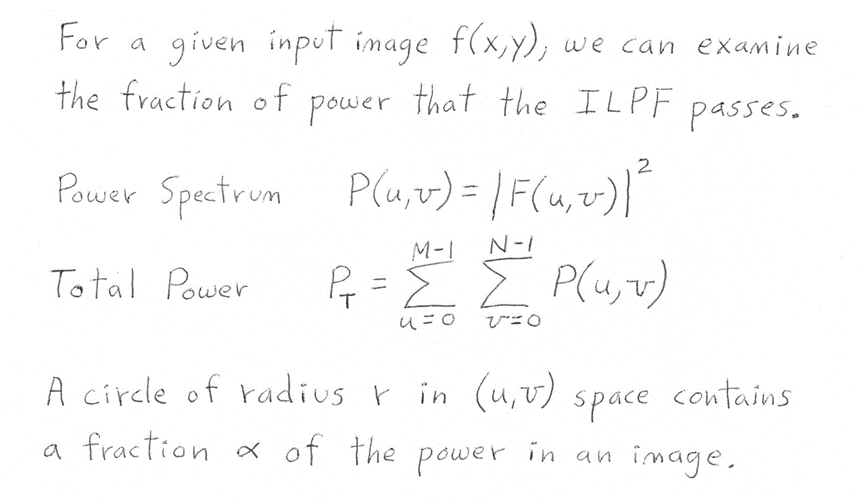 For a given input image f(x,y), we can examine
the fraction of power that the ILPF passes.
Power Spectrum P(u,v) = |F(u,v)|²
Total Power P_T = ∑_{u=0}^{M-1} ∑_{v=0}^{N-1} P(u,v)
A circle of radius r in (u,v) space contains
a fraction α of the power in an image.